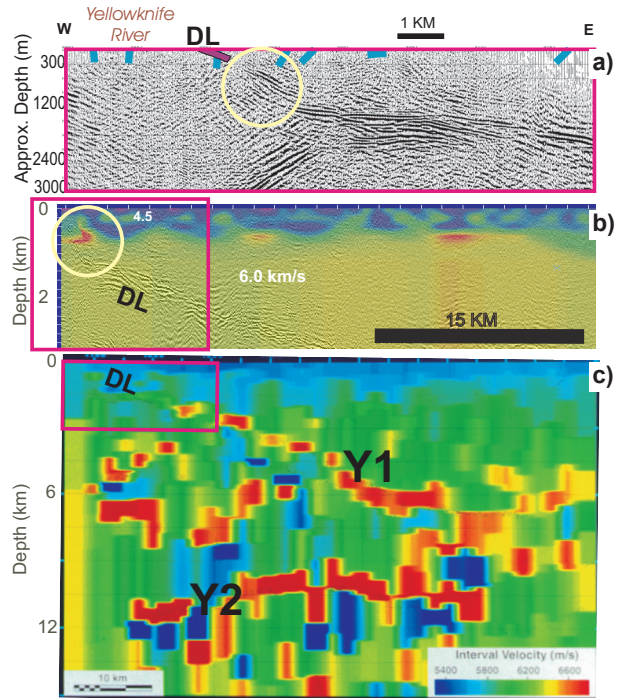 Yellowknife
River
W
DL
1 KM
E
a)
Approx. Depth (m)
300
1200
2400
3000
b)
Depth (km)
0
2
4.5
6.0 km/s
DL
15 KM
c)
Depth (km)
0
6
12
DL
Y1
Y2
10 km
Interval Velocity (m/s)
5400 5800 6200 6600